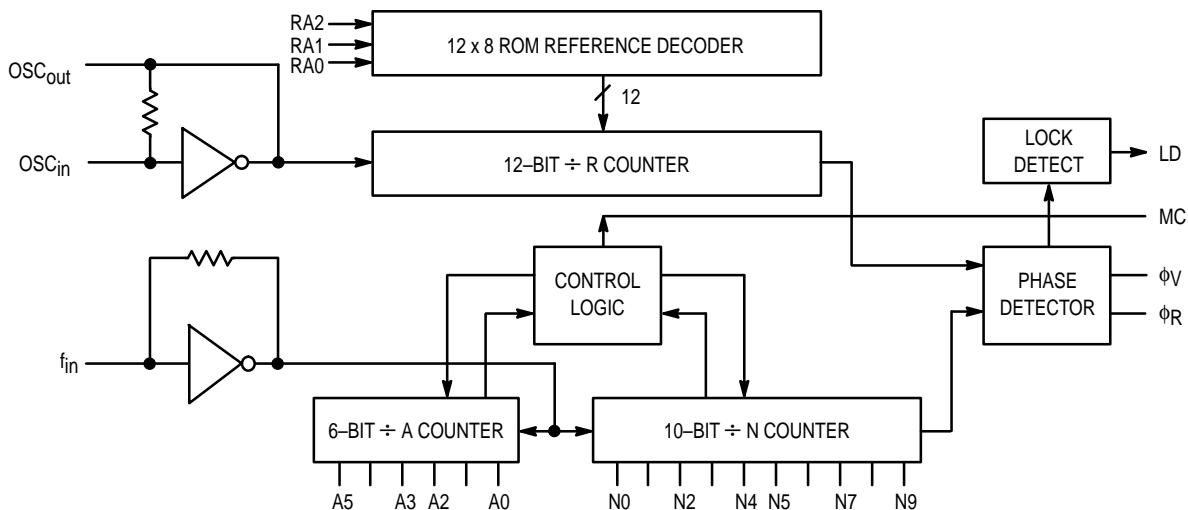 RA2
RA1
RA0
12 x 8 ROM REFERENCE DECODER
OSCout
12
OSCin
12–BIT ÷ R COUNTER
LOCK
DETECT
LD
MC
CONTROL
LOGIC
PHASE
DETECTOR
ϕV
ϕR
fin
6–BIT ÷ A COUNTER
10–BIT ÷ N COUNTER
A5 A3 A2 A0 N0 N2 N4 N5 N7 N9